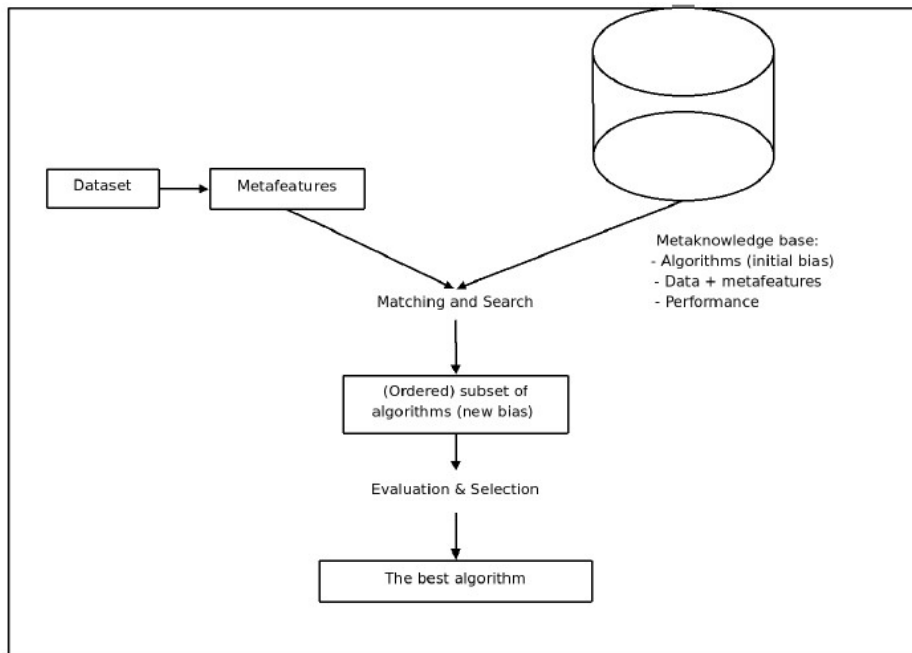 Dataset
Metafeatures
Metaknowledge base:
- Algorithms (initial bias)
- Data + metafeatures
- Performance
Matching and Search
(Ordered) subset of
algorithms (new bias)
Evaluation & Selection
The best algorithm